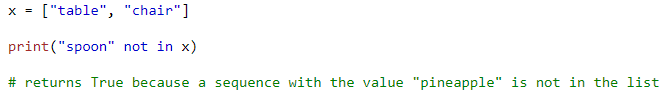 x = ["table", "chair"]
print("spoon" not in x)
# returns True because a sequence with the value "pineapple" is not in the list